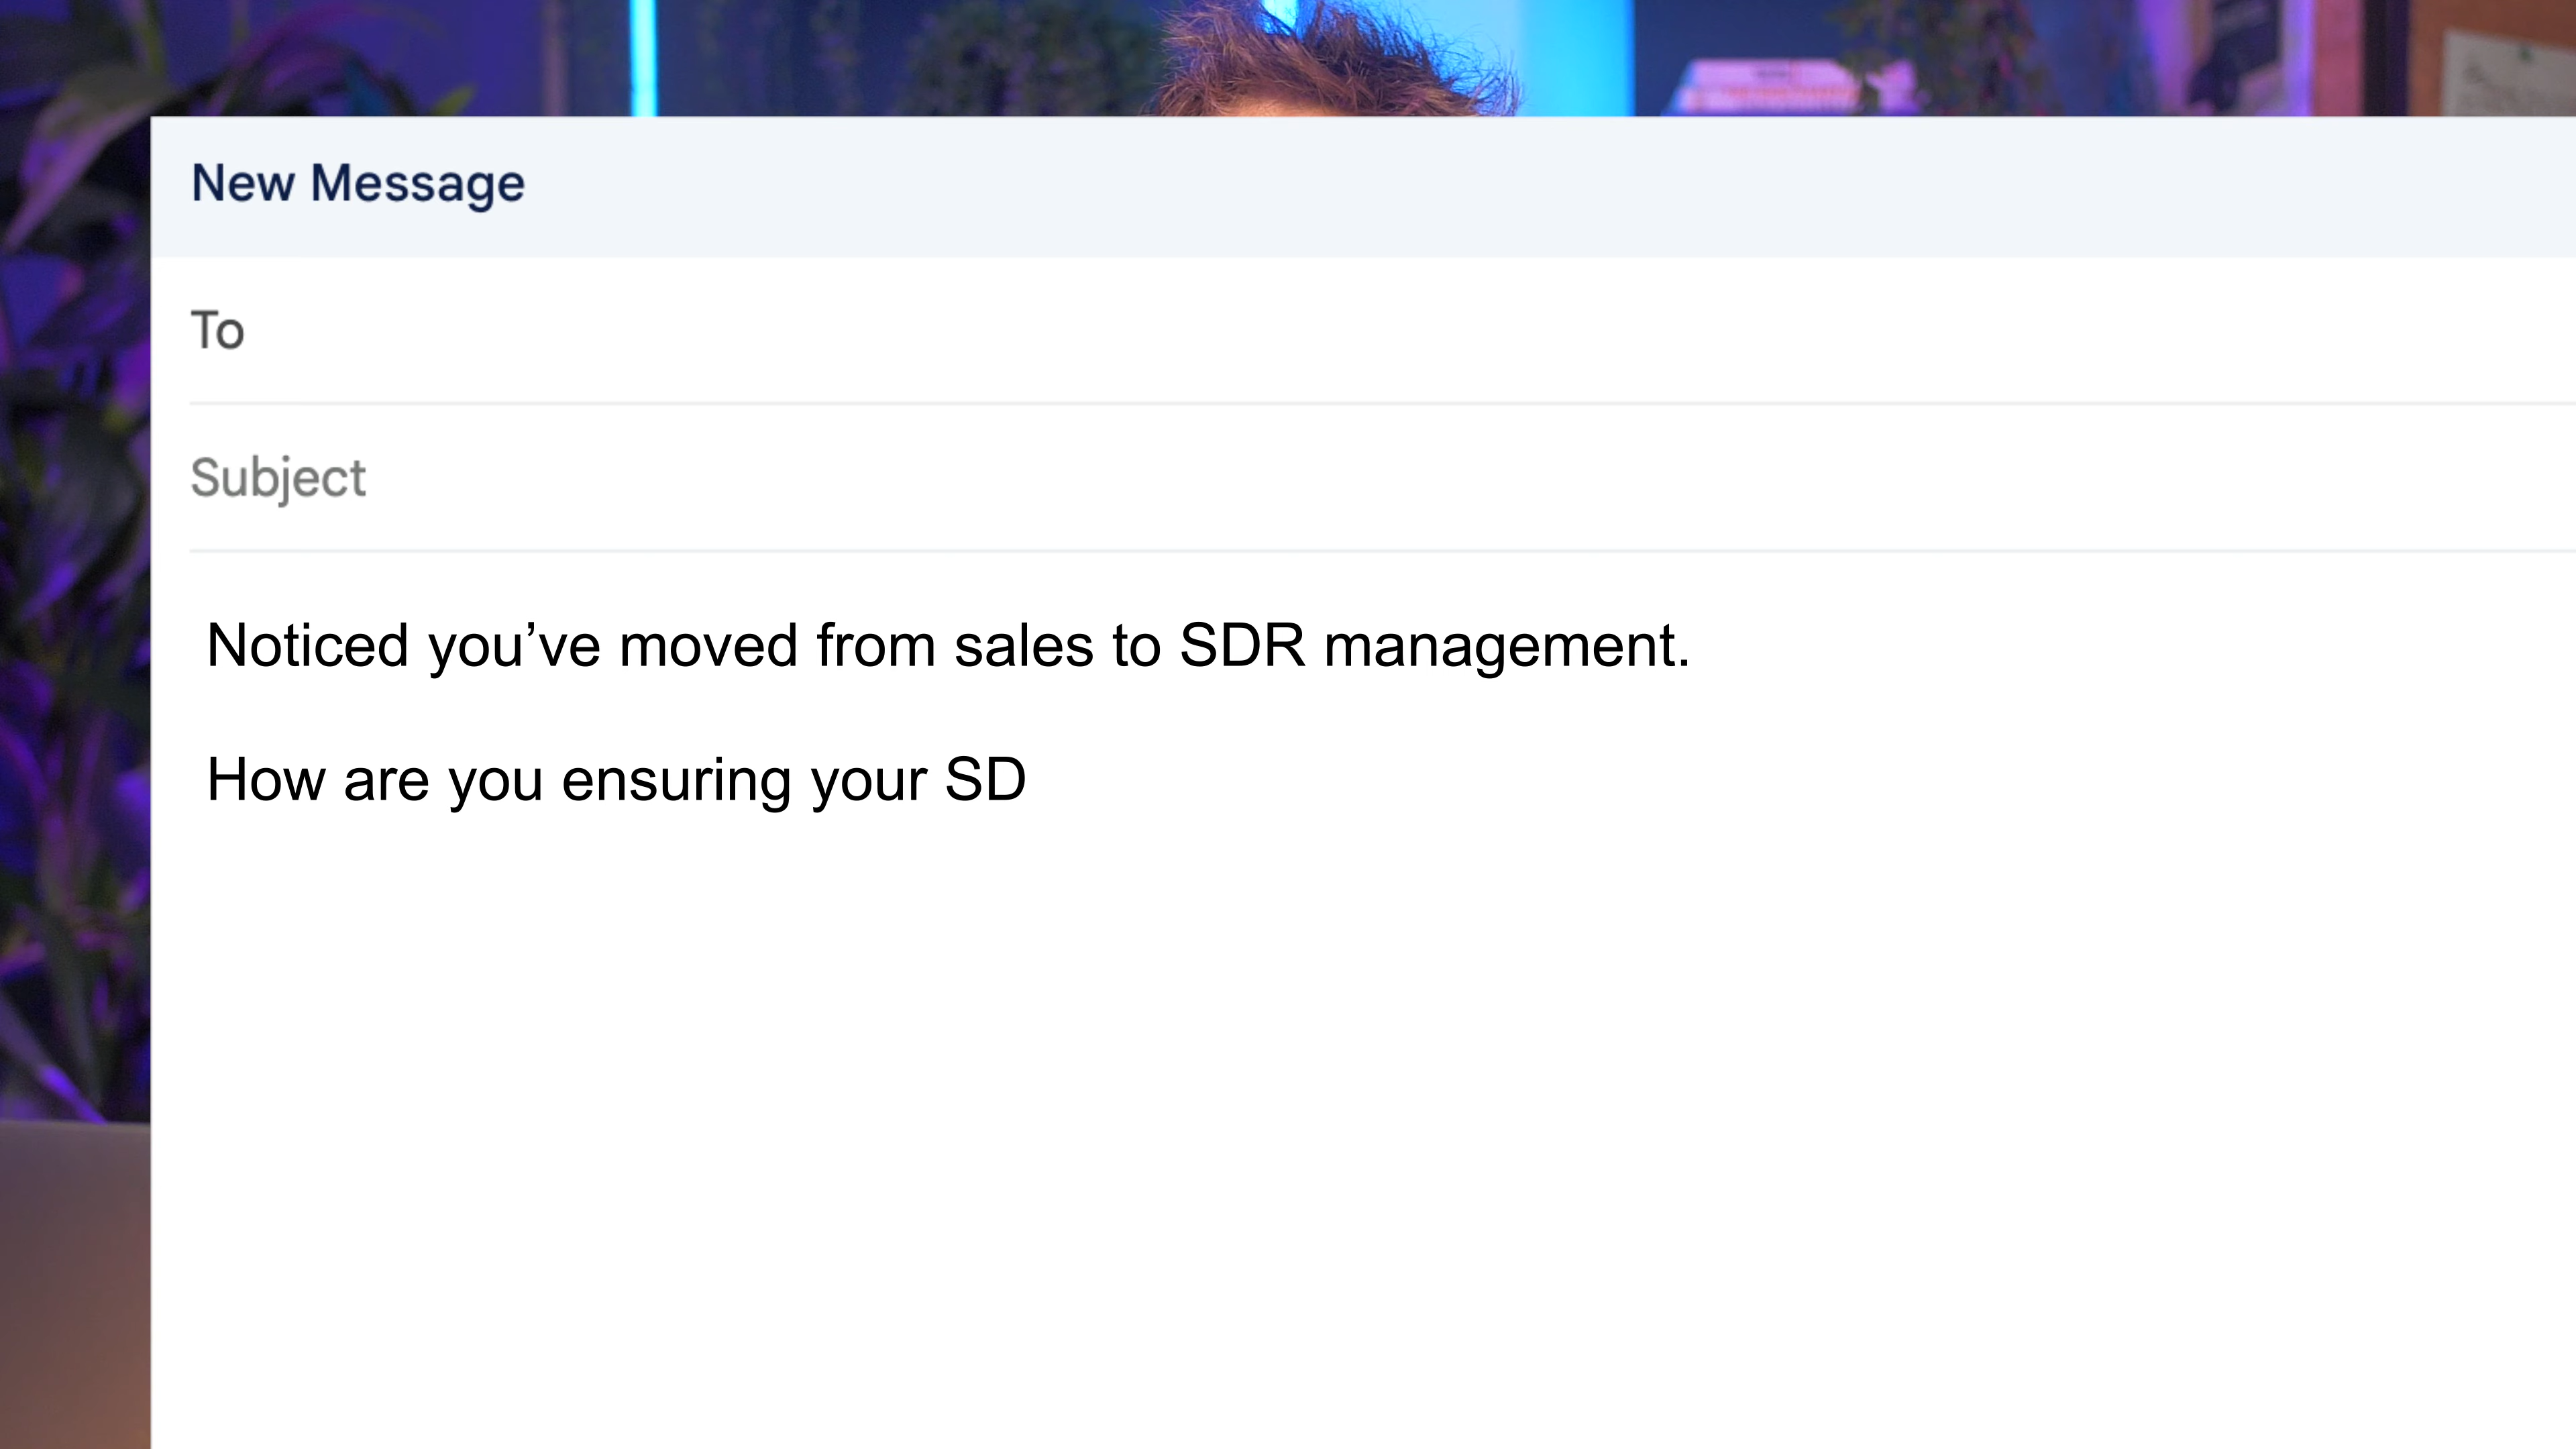 New Message
To
Subject
Noticed you’ve moved from sales to SDR management.
How are you ensuring your SD